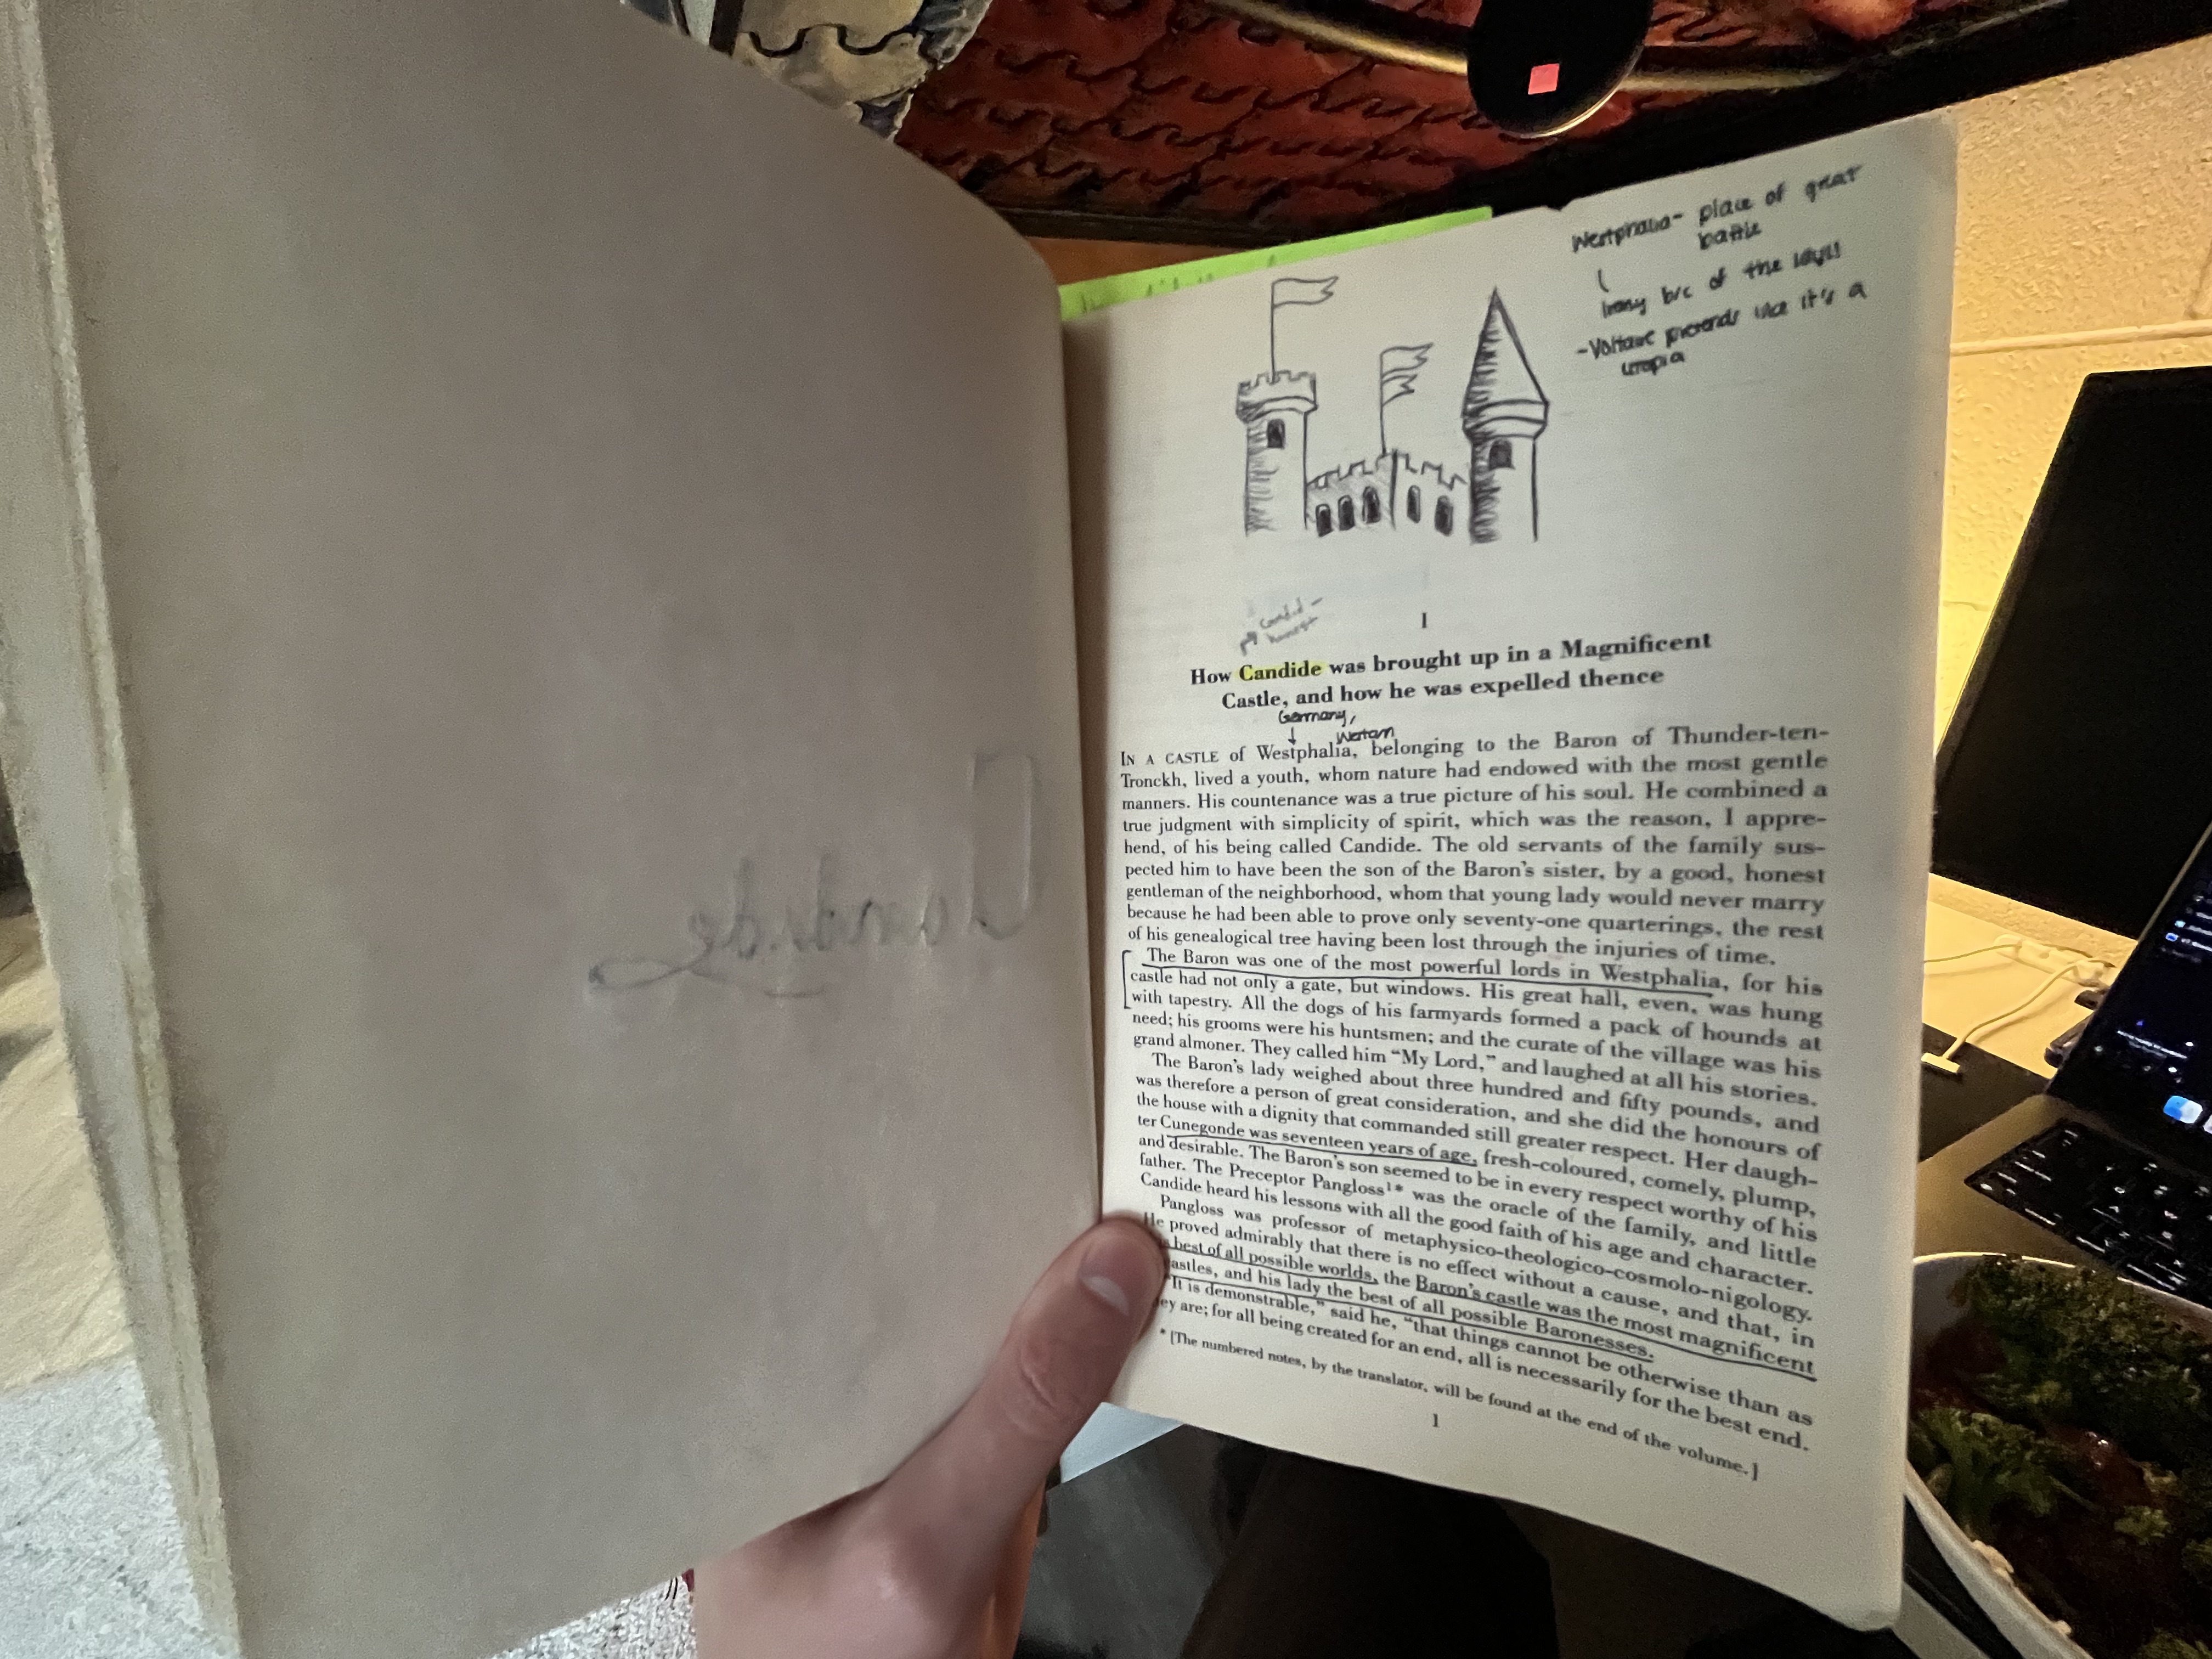 Candide
Westphalia- place of great
battle
irony b/c of the
-Voltaire pretends like it's a
utopia
Candid -
I
How Candide was brought up in a Magnificent
Castle, and how he was expelled thence
Germany,
Western
IN A CASTLE of Westphalia, belonging to the Baron of Thunder-ten-
Tronckh, lived a youth, whom nature had endowed with the most gentle
manners. His countenance was a true picture of his soul. He combined a
true judgment with simplicity of spirit, which was the reason, I appre-
hend, of his being called Candide. The old servants of the family sus-
pected him to have been the son of the Baron's sister, by a good, honest
gentleman of the neighborhood, whom that young lady would never marry
because he had been able to prove only seventy-one quarterings, the rest
of his genealogical tree having been lost through the injuries of time.
The Baron was one of the most powerful lords in Westphalia, for his
castle had not only a gate, but windows. His great hall, even, was hung
with tapestry. All the dogs of his farmyards formed a pack of hounds at
need; his grooms were his huntsmen; and the curate of the village was his
grand almoner. They called him "My Lord," and laughed at all his stories.
The Baron's lady weighed about three hundred and fifty pounds, and
was therefore a person of great consideration, and she did the honours of
the house with a dignity that commanded still greater respect. Her daugh-
ter Cunegonde was seventeen years of age, fresh-coloured, comely, plump,
and desirable. The Baron's son seemed to be in every respect worthy of his
father. The Preceptor Pangloss1* was the oracle of the family, and little
Candide heard his lessons with all the good faith of his age and character.
Pangloss was professor of metaphysico-theologico-cosmolo-nigology.
He proved admirably that there is no effect without a cause, and that, in
best of all possible worlds, the Baron's castle was the most magnificent
astles, and his lady the best of all possible Baronesses.
"It is demonstrable," said he, "that things cannot be otherwise than as
ey are; for all being created for an end, all is necessarily for the best end.
* [The numbered notes, by the translator, will be found at the end of the volume.]
1